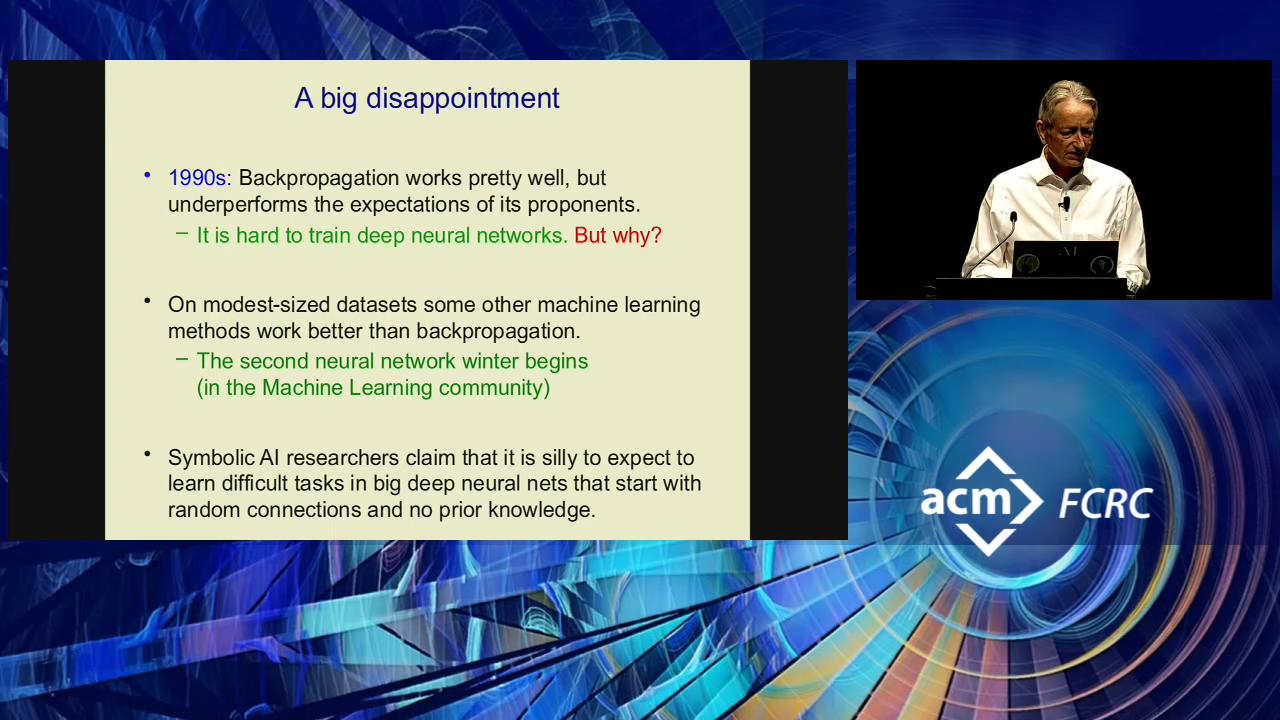 A big disappointment
• 1990s: Backpropagation works pretty well, but
underperforms the expectations of its proponents.
– It is hard to train deep neural networks. But why?
• On modest-sized datasets some other machine learning
methods work better than backpropagation.
– The second neural network winter begins
(in the Machine Learning community)
• Symbolic AI researchers claim that it is silly to expect to
learn difficult tasks in big deep neural nets that start with
random connections and no prior knowledge.
acm FCRC